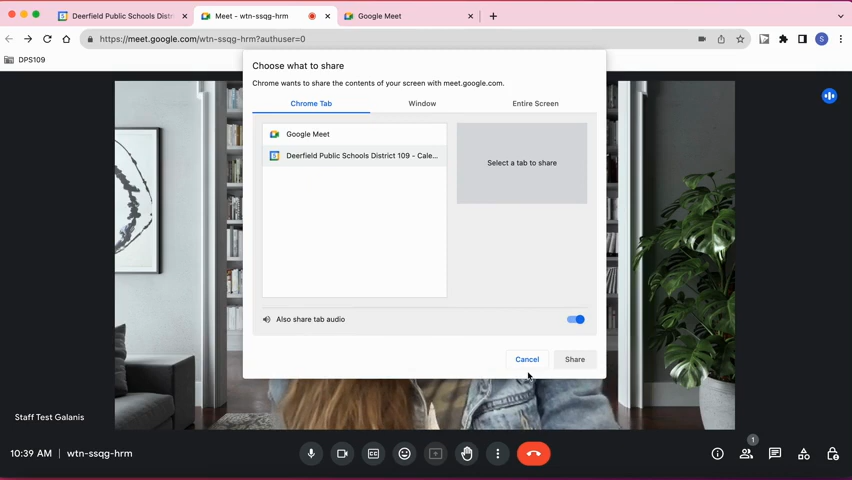 Deerfield Public Schools Distri
Meet - wtn-ssqg-hrm
Google Meet
https://meet.google.com/wtn-ssqg-hrm?authuser=0
S
DPS109
Choose what to share
Chrome wants to share the contents of your screen with meet.google.com.
Chrome Tab
Window
Entire Screen
Google Meet
Deerfield Public Schools District 109 - Cale...
Select a tab to share
Also share tab audio
Cancel
Share
Staff Test Galanis
10:39 AM | wtn-ssqg-hrm
CC
1